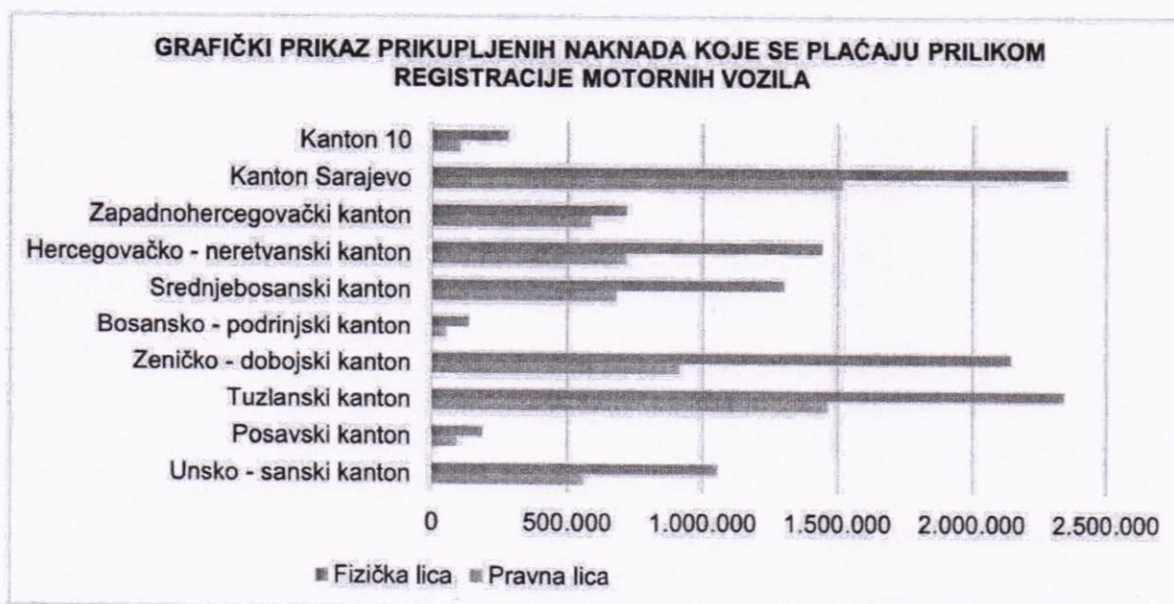 GRAFIČKI PRIKAZ PRIKUPLJENIH NAKNADA KOJE SE PLAĆAJU PRILIKOM
REGISTRACIJE MOTORNIH VOZILA
Kanton 10
Kanton Sarajevo
Zapadnohercegovački kanton
Hercegovačko - neretvanski kanton
Srednjebosanski kanton
Bosansko - podrinjski kanton
Zeničko - dobojski kanton
Tuzlanski kanton
Posavski kanton
Unsko - sanski kanton
0 500.000 1.000.000 1.500.000 2.000.000 2.500.000
Fizička lica Pravna lica